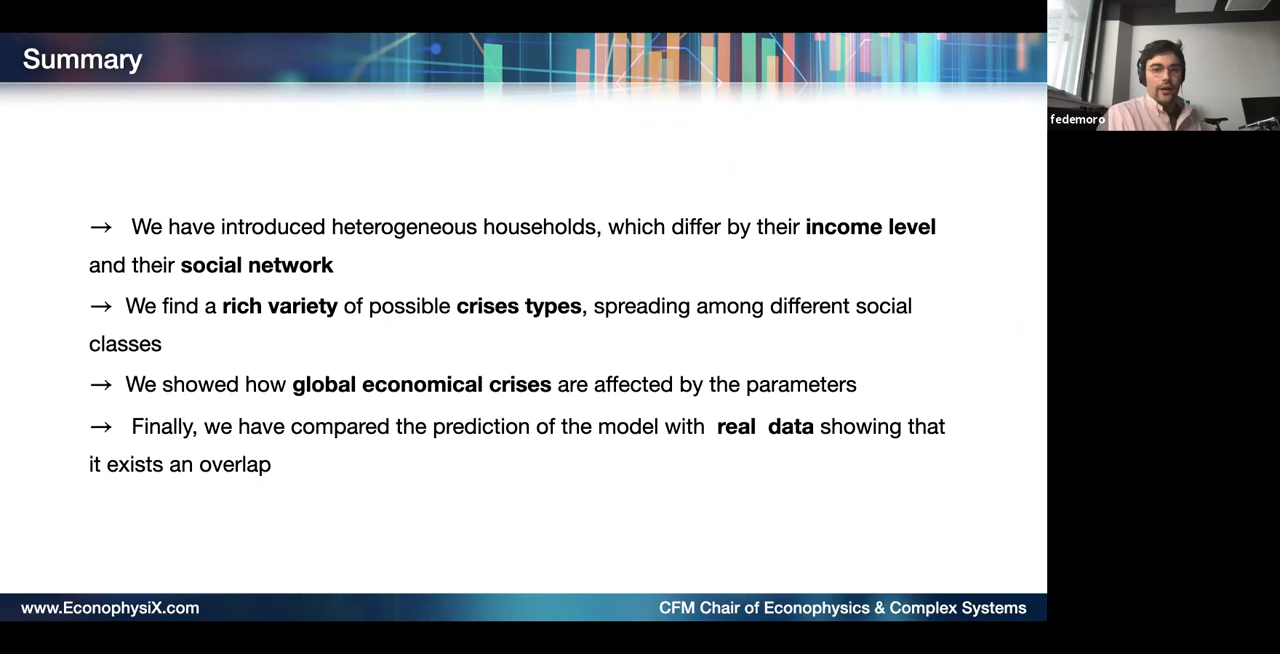 Summary
fedemoro
→ We have introduced heterogeneous households, which differ by their income level
and their social network
→ We find a rich variety of possible crises types, spreading among different social
classes
→ We showed how global economical crises are affected by the parameters
→ Finally, we have compared the prediction of the model with real data showing that
it exists an overlap
www.EconophysiX.com
CFM Chair of Econophysics & Complex Systems